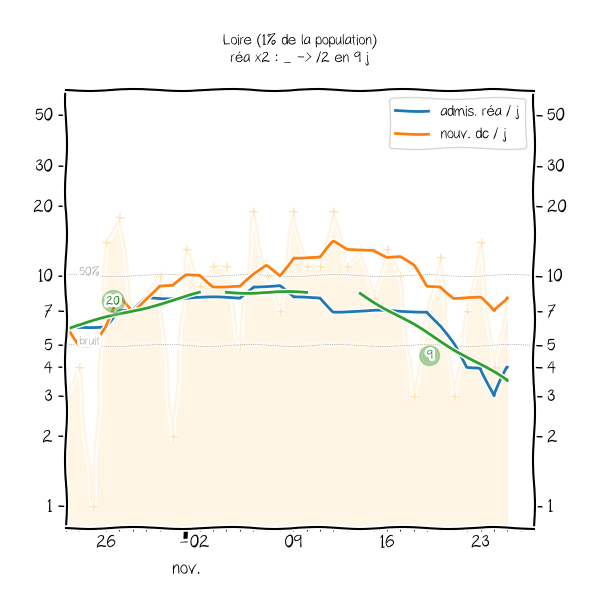 Loire (1% de la population)
réa x2 : _ -> /2 en 9 j
admis. réa / j
nouv. dc / j
50 50
30 30
20 20
50%
10 10
20
7 7
bruit
5 5
9
4 4
3 3
2 2
1 1
26 02 09 16 23
nov.